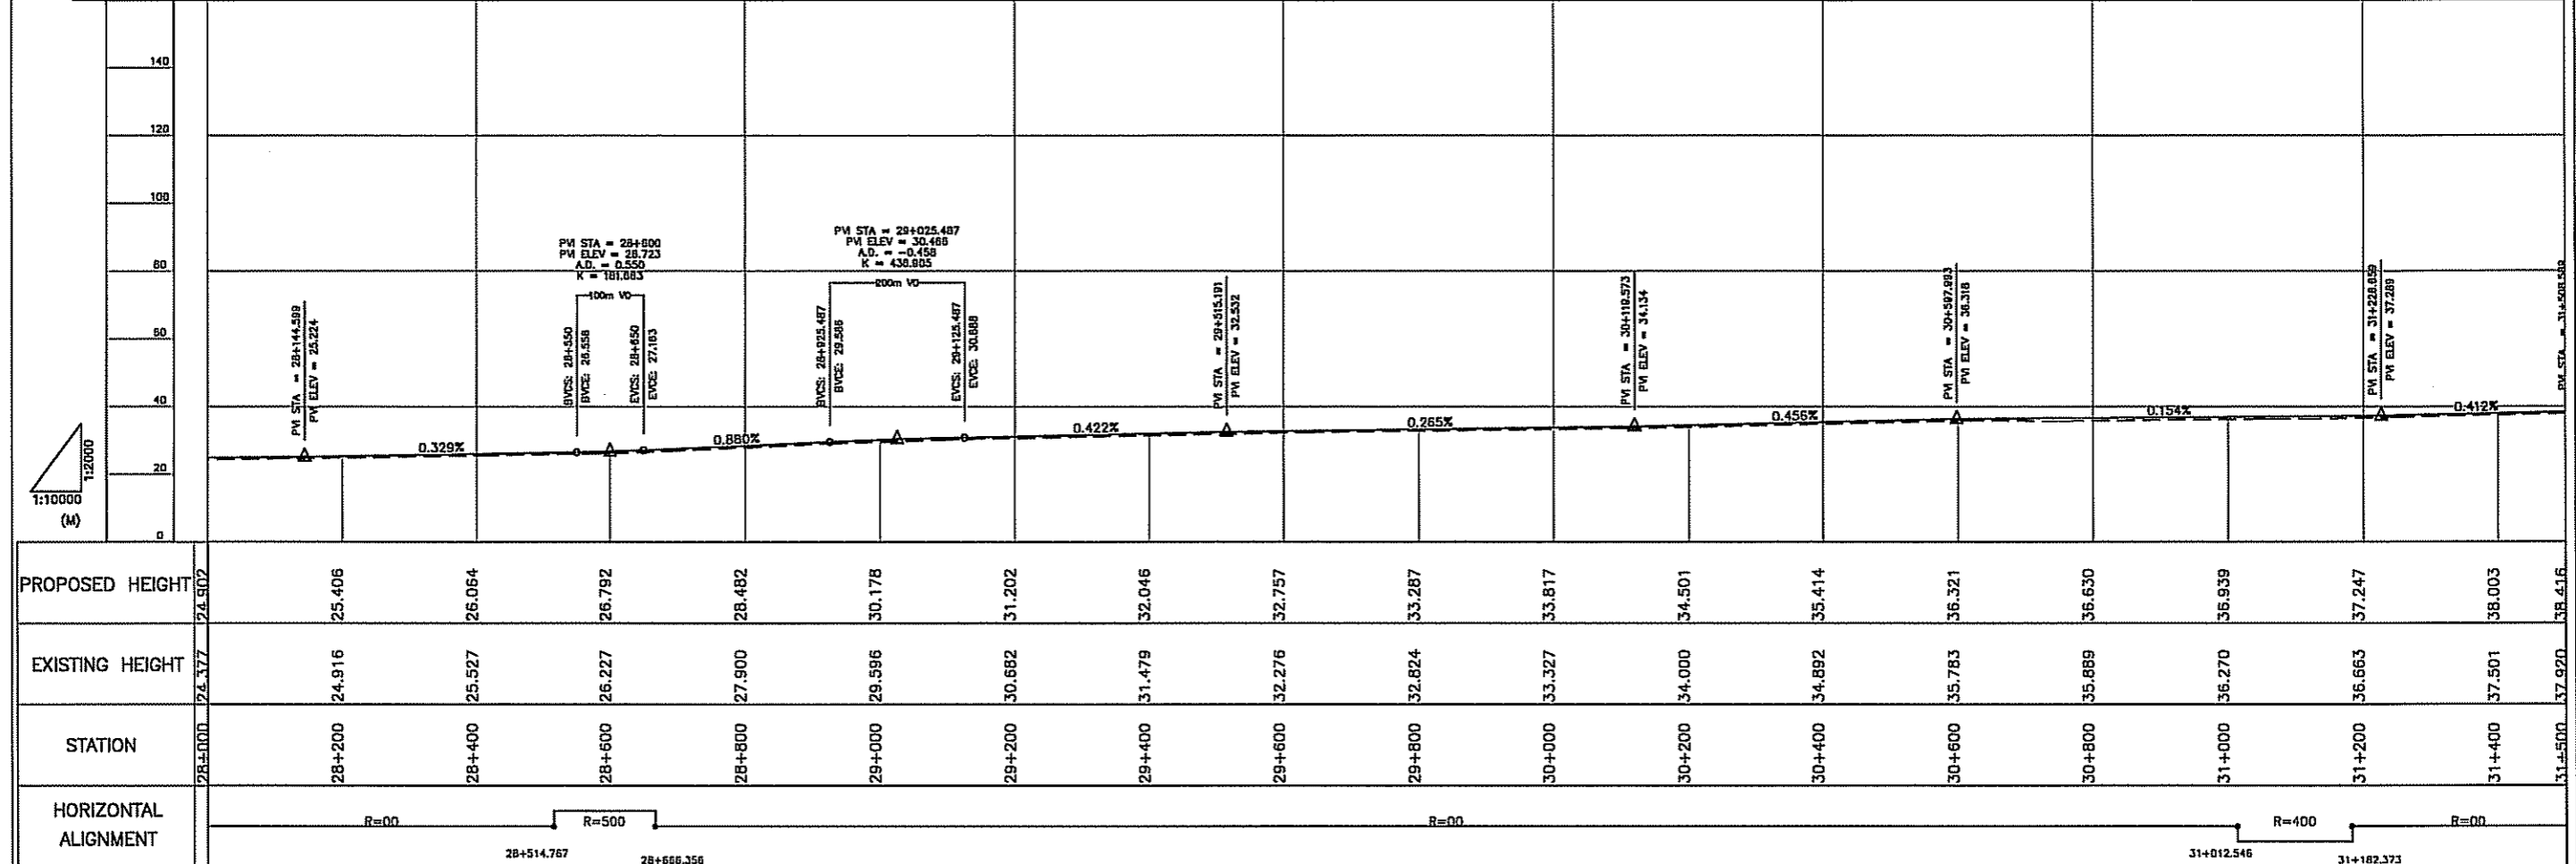 140
120
100
80
60
40
20
0
1:2000
1:10000
(M)
PVI STA = 28+144.599
PVI ELEV = 25.224
0.329%
PVI STA = 28+600
PVI ELEV = 26.723
A.D. = 0.550
K = 181.683
100m VC
BVCS: 28+550
BVCE: 26.558
EVCS: 28+650
EVCE: 27.163
0.880%
PVI STA = 29+025.487
PVI ELEV = 30.466
A.D. = -0.458
K = 436.905
200m VC
BVCS: 28+925.487
BVCE: 29.586
EVCS: 29+125.487
EVCE: 30.888
0.422%
PVI STA = 29+515.191
PVI ELEV = 32.532
0.265%
PVI STA = 30+119.573
PVI ELEV = 34.134
0.456%
PVI STA = 30+597.993
PVI ELEV = 36.318
0.154%
PVI STA = 31+228.659
PVI ELEV = 37.289
0.412%
PVI STA = 31+508.589
PROPOSED HEIGHT 24.902 25.406 26.064 26.792 28.482 30.178 31.202 32.046 32.757 33.287 33.817 34.501 35.414 36.321 36.630 36.939 37.247 38.003 38.416
EXISTING HEIGHT 24.377 24.916 25.527 26.227 27.900 29.596 30.682 31.479 32.276 32.824 33.327 34.000 34.892 35.783 35.889 36.270 36.663 37.501 37.920
STATION 28+000 28+200 28+400 28+600 28+800 29+000 29+200 29+400 29+600 29+800 30+000 30+200 30+400 30+600 30+800 31+000 31+200 31+400 31+500
HORIZONTAL
ALIGNMENT
R=00 R=500 R=00 R=400 R=00
28+514.767 28+666.356 31+012.546 31+182.373